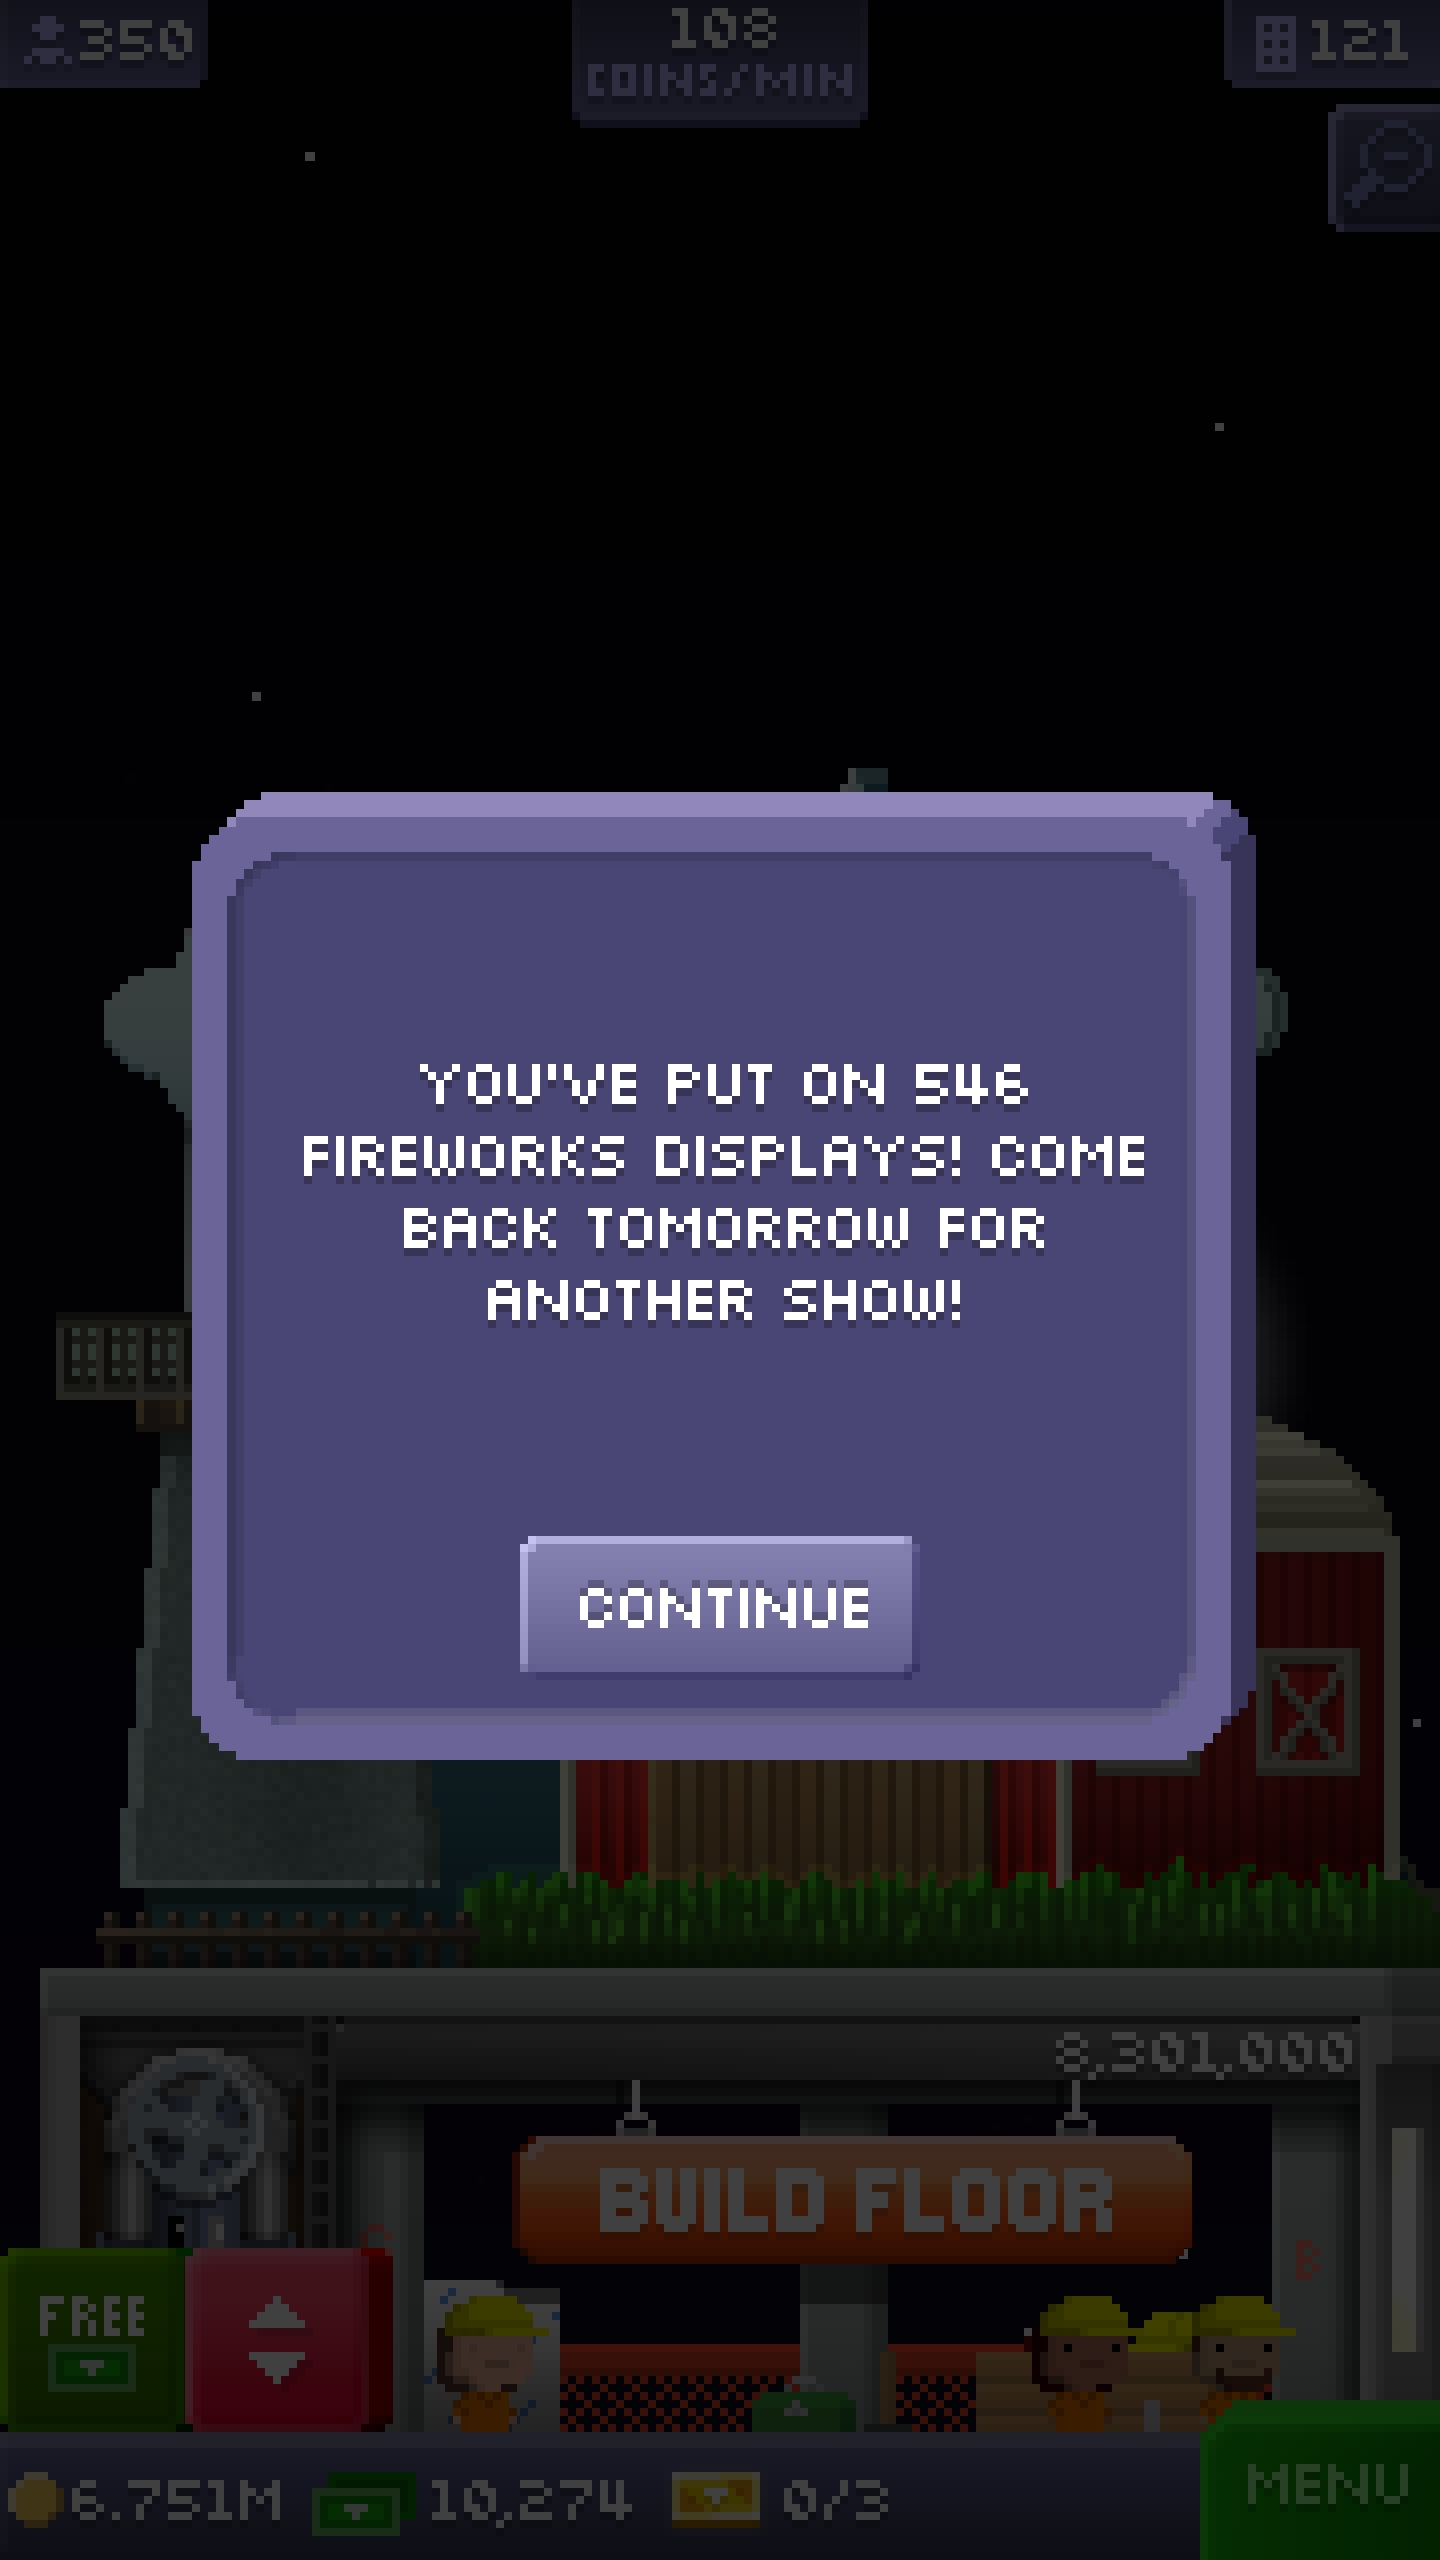 350
108
COINS/MIN
121
YOU'VE PUT ON 546
FIREWORKS DISPLAYS! COME
BACK TOMORROW FOR
ANOTHER SHOW!
CONTINUE
8,301,000
BUILD FLOOR
B
FREE
MENU
6.751M
10,274
0/3